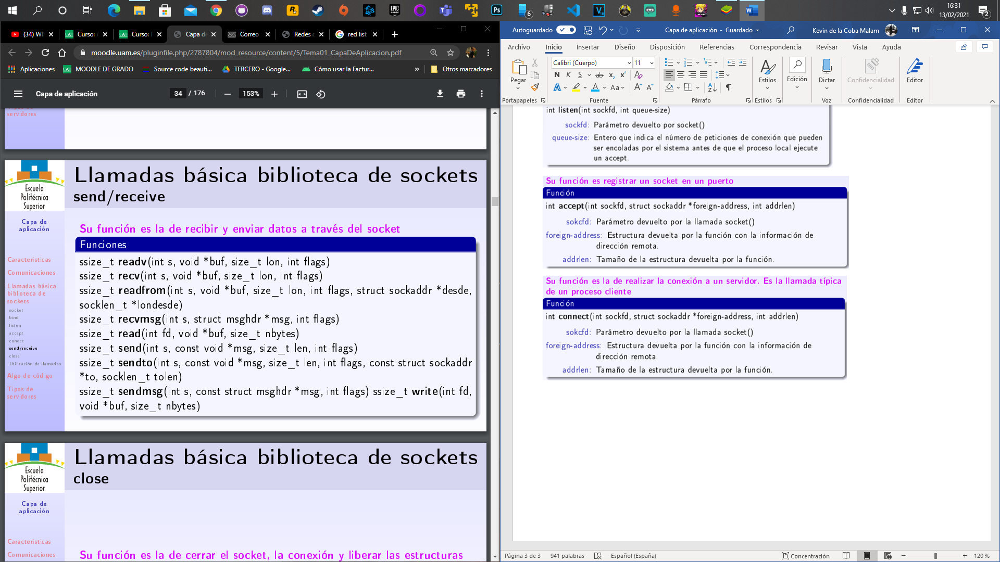 16:31
13/02/2021
6
2
(34) W
Curso:
Curso:
Capa d
Correo
Redes
red list
moodle.uam.es/pluginfile.php/2787804/mod_resource/content/5/Tema01_CapaDeAplicacion.pdf
Aplicaciones
MOODLE DE GRADO
Source code beauti...
TERCERO - Google...
Cómo usar la Factur...
»
Otros marcadores
Capa de aplicación
34 / 176
153%
servidores
Escuela
Politécnica
Superior
Llamadas básica biblioteca de sockets
send/receive
Capa de
aplicación
Características
Comunicaciones
Llamadas básica
biblioteca de
sockets
socket
bind
listen
accept
conect
send/receive
close
Utilización de llamadas
Algo de código
Tipos de
servidores
Su función es la de recibir y enviar datos a través del socket
Funciones
ssize_t readv(int s, void *buf, size_t lon, int flags)
ssize_t recv(int s, void *buf, size_t lon, int flags)
ssize_t readfrom(int s, void *buf, size_t lon, int flags, struct sockaddr *desde,
socklen_t *londesde)
ssize_t recvmsg(int s, struct msghdr *msg, int flags)
ssize_t read(int fd, void *buf, size_t nbytes)
ssize_t send(int s, const void *msg, size_t len, int flags)
ssize_t sendto(int s, const void *msg, size_t len, int flags, const struct sockaddr
*to, socklen_t tolen)
ssize_t sendmsg(int s, const struct msghdr *msg, int flags) ssize_t write(int fd,
void *buf, size_t nbytes)
Escuela
Politécnica
Superior
Llamadas básica biblioteca de sockets
close
Capa de
aplicación
Características
Comunicaciones
Su función es la de cerrar el socket, la conexión y liberar las estructuras
Autoguardado
Capa de aplicación - Guardado
Kevin de la Coba Malam
Archivo Inicio Insertar Diseño Disposición Referencias Correspondencia Revisar Vista Ayuda
Pegar
Calibri (Cuerpo) 11
N K S ab x₂ x²
A A Aa A A
Estilos
Edición
Dictar
Confidencialidad
Editor
Portapapeles Fuente Párrafo Estilos Voz Confidencialidad Editor
int listen(int sockfd, int queue-size)
sockfd: Parámetro devuelto por socket()
queue-size: Entero que indica el número de peticiones de conexión que pueden
ser encoladas por el sistema antes de que el proceso local ejecute
un accept.
Su función es registrar un socket en un puerto
Función
int accept(int sockfd, struct sockaddr *foreign-address, int addrlen)
sokcfd: Parámetro devuelto por la llamada socket()
foreign-address: Estructura devuelta por la función con la información de
dirección remota.
addrlen: Tamaño de la estructura devuelta por la función.
Su función es la de realizar la conexión a un servidor. Es la llamada típica
de un proceso cliente
Función
int connect(int sockfd, struct sockaddr *foreign-address, int addrlen)
sokcfd: Parámetro devuelto por la llamada socket()
foreign-address: Estructura devuelta por la función con la información de
dirección remota.
addrlen: Tamaño de la estructura devuelta por la función.
Página 3 de 3 941 palabras Español (España) Concentración 120 %